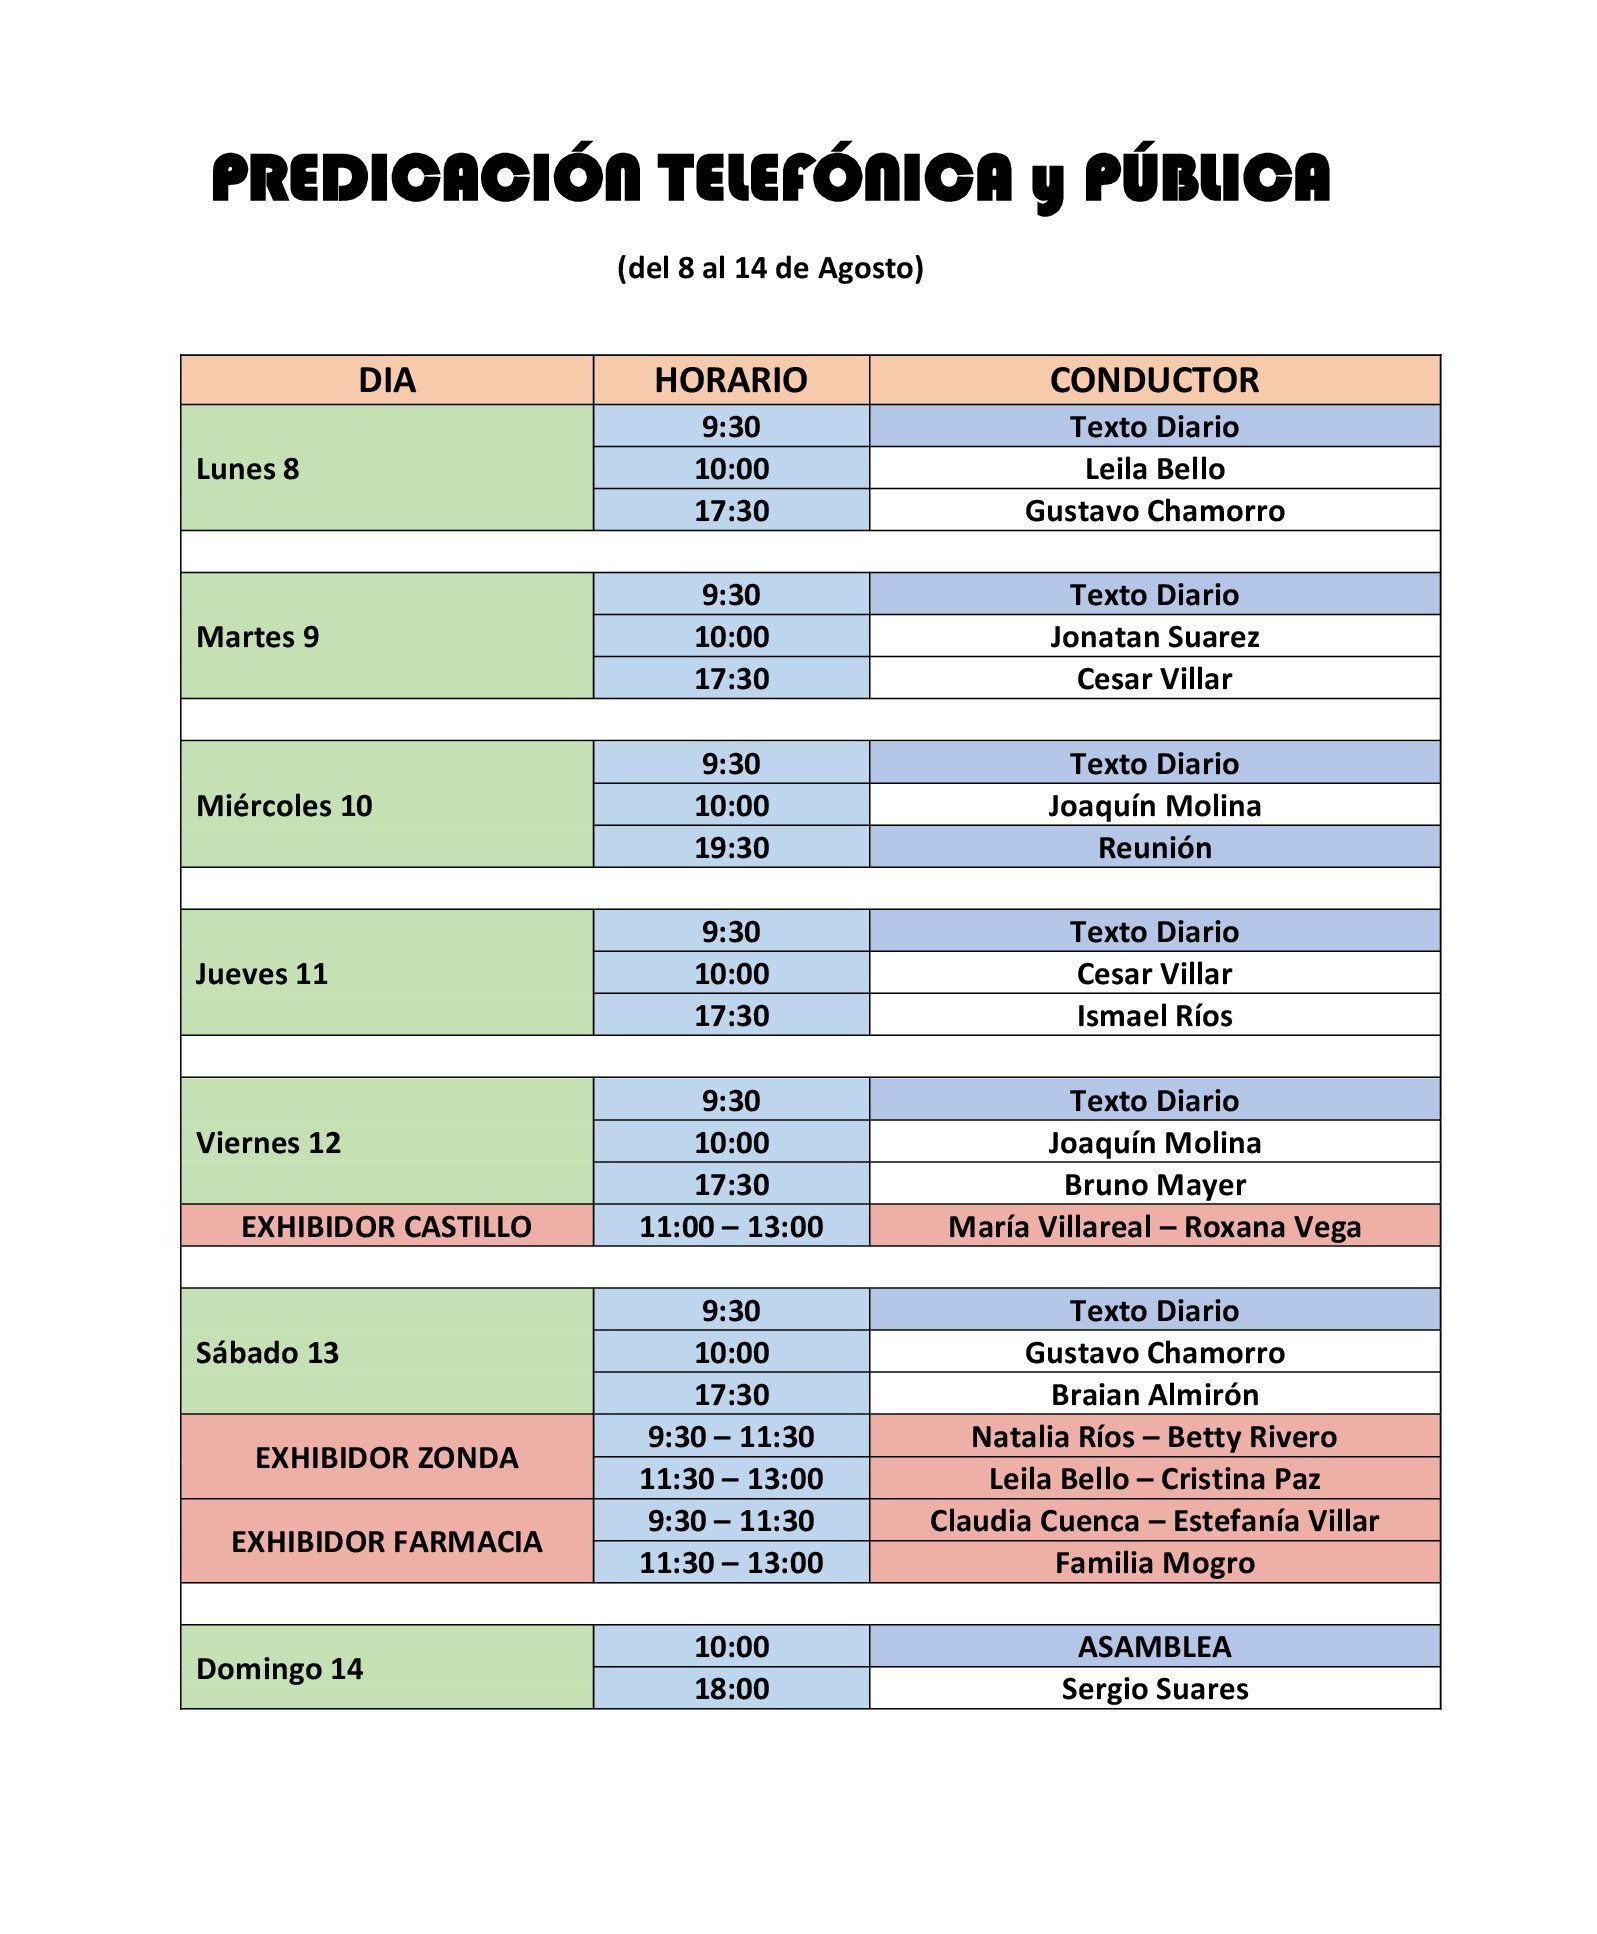 PREDICACIÓN TELEFÓNICA y PÚBLICA
(del 8 al 14 de Agosto)
DIA HORARIO CONDUCTOR
Lunes 8
9:30 Texto Diario
10:00 Leila Bello
17:30 Gustavo Chamorro
Martes 9
9:30 Texto Diario
10:00 Jonatan Suarez
17:30 Cesar Villar
Miércoles 10
9:30 Texto Diario
10:00 Joaquín Molina
19:30 Reunión
Jueves 11
9:30 Texto Diario
10:00 Cesar Villar
17:30 Ismael Ríos
Viernes 12
9:30 Texto Diario
10:00 Joaquín Molina
17:30 Bruno Mayer
EXHIBIDOR CASTILLO 11:00 – 13:00 María Villareal – Roxana Vega
Sábado 13
9:30 Texto Diario
10:00 Gustavo Chamorro
17:30 Braian Almirón
EXHIBIDOR ZONDA
9:30 – 11:30 Natalia Ríos – Betty Rivero
11:30 – 13:00 Leila Bello – Cristina Paz
EXHIBIDOR FARMACIA
9:30 – 11:30 Claudia Cuenca – Estefanía Villar
11:30 – 13:00 Familia Mogro
Domingo 14
10:00 ASAMBLEA
18:00 Sergio Suares